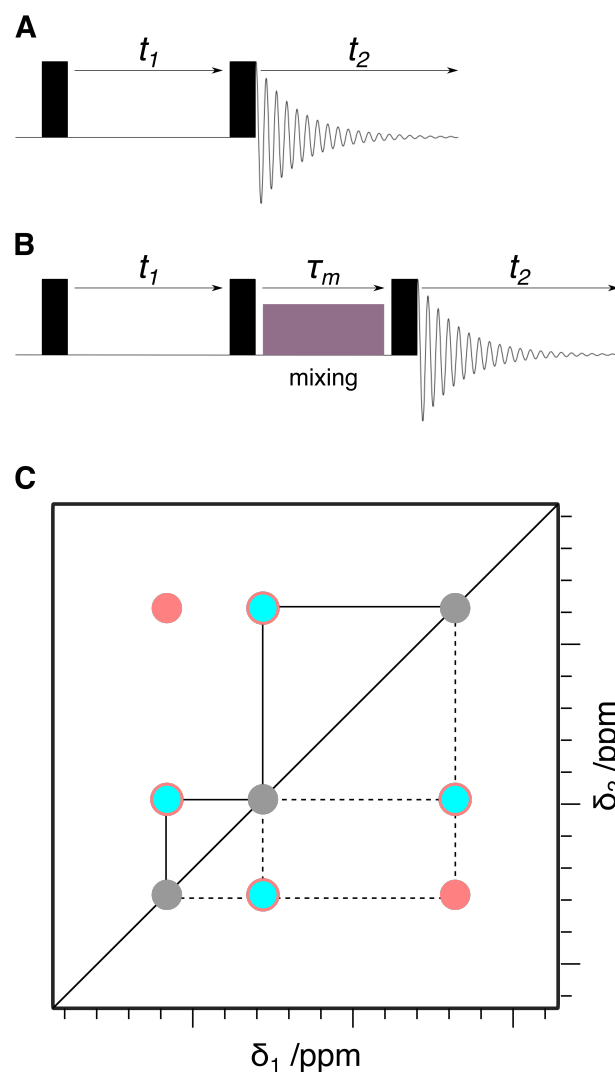 A
t1 t2
B
t1 τm t2
mixing
C
δ2 /ppm
δ1 /ppm